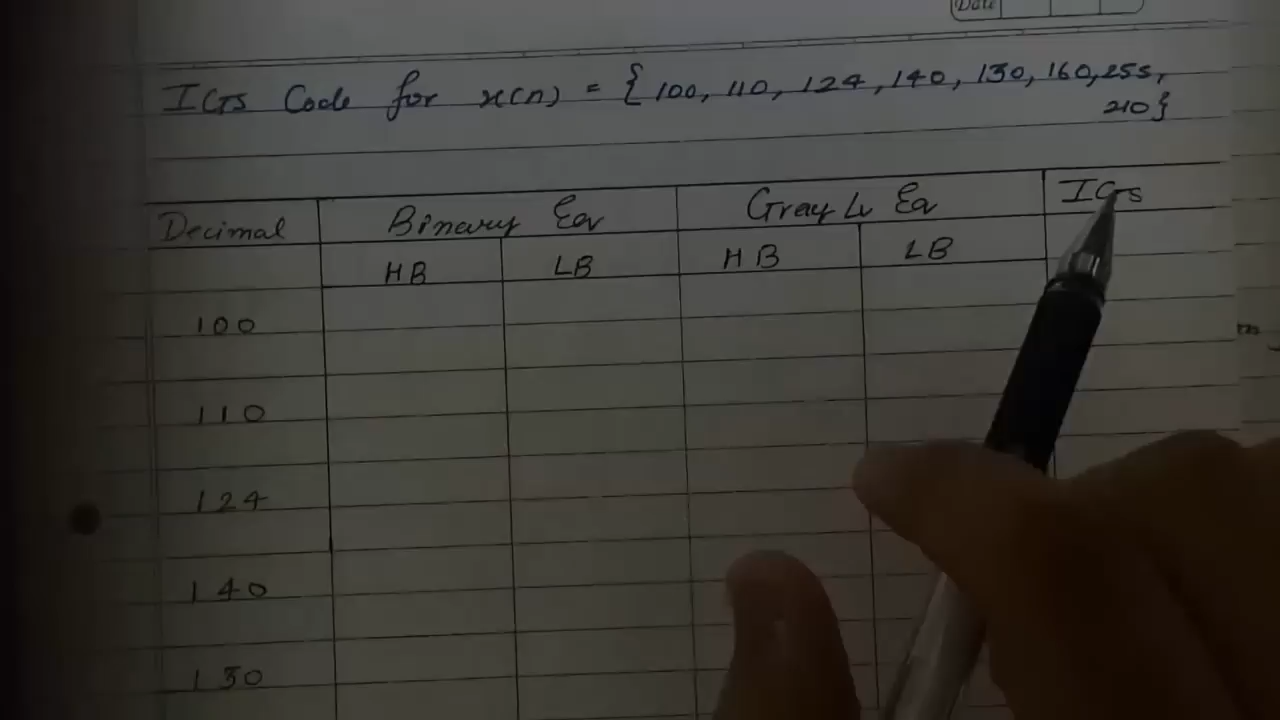 Date
IGS Code for x(n) = {100, 110, 124, 140, 130, 160, 255,
210}
Decimal Binary Eq Gray Eq IGS
HB LB HB LB
100
110
124
140
130